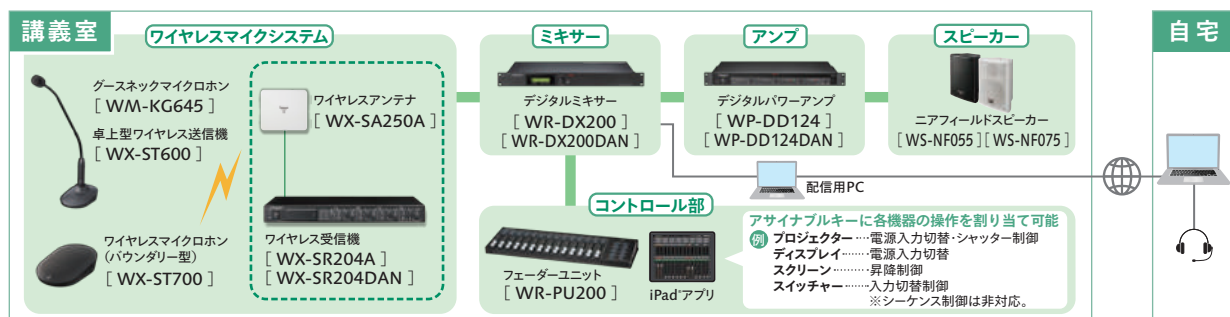 講義室
ワイヤレスマイクシステム
グースネックマイクロホン
[ WM-KG645 ]
卓上型ワイヤレス送信機
[ WX-ST600 ]
ワイヤレスマイクロホン
(バウンダリー型)
[ WX-ST700 ]
ワイヤレスアンテナ
[ WX-SA250A ]
ワイヤレス受信機
[ WX-SR204A ]
[ WX-SR204DAN ]
ミキサー
デジタルミキサー
[ WR-DX200 ]
[ WR-DX200DAN ]
アンプ
デジタルパワーアンプ
[ WP-DD124 ]
[ WP-DD124DAN ]
スピーカー
ニアフィールドスピーカー
[ WS-NF055 ] [ WS-NF075 ]
配信用PC
コントロール部
フェーダーユニット
[ WR-PU200 ]
iPad®アプリ
アサイナブルキーに各機器の操作を割り当て可能
例 プロジェクター…電源入力切替・シャッター制御
ディスプレイ……電源入力切替
スクリーン………昇降制御
スイッチャー……入力切替制御
※シーケンス制御は非対応。
自宅